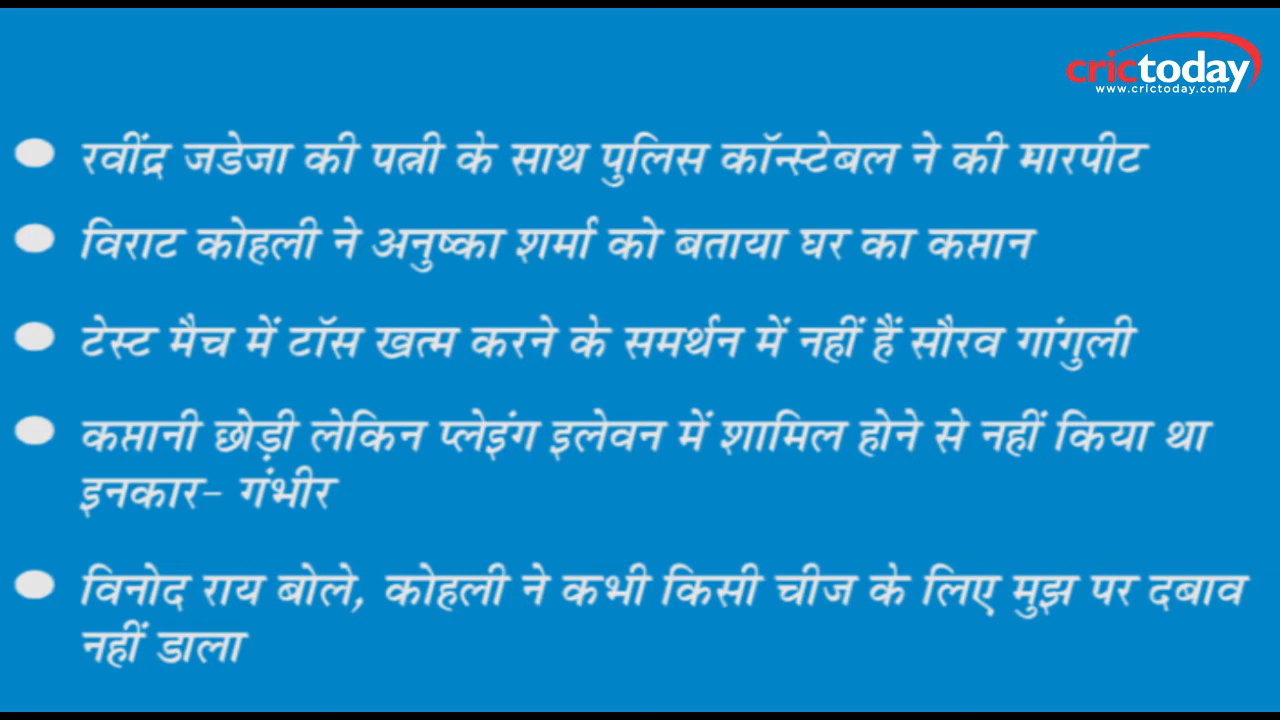 crictoday
www.crictoday.com
रवींद्र जडेजा की पत्नी के साथ पुलिस कॉन्स्टेबल ने की मारपीट
विराट कोहली ने अनुष्का शर्मा को बताया घर का कप्तान
टेस्ट मैच में टॉस खत्म करने के समर्थन में नहीं हैं सौरव गांगुली
कप्तानी छोड़ी लेकिन प्लेइंग इलेवन में शामिल होने से नहीं किया था
इनकार- गंभीर
विनोद राय बोले, कोहली ने कभी किसी चीज के लिए मुझ पर दबाव
नहीं डाला